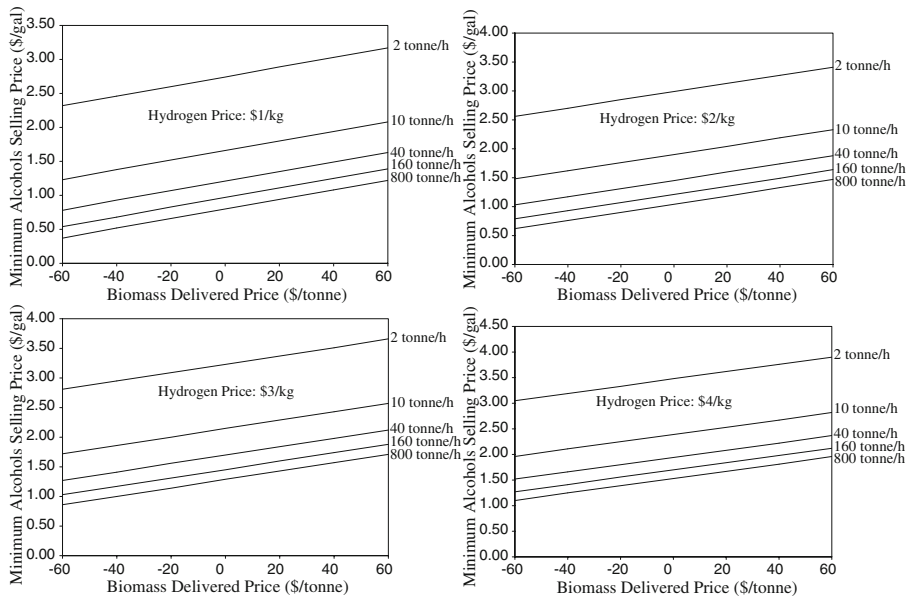 Minimum Alcohols Selling Price ($/gal)
3.50
3.00
2.50
2.00
1.50
1.00
0.50
0.00
Hydrogen Price: $1/kg
2 tonne/h
10 tonne/h
40 tonne/h
160 tonne/h
800 tonne/h
-60 -40 -20 0 20 40 60
Biomass Delivered Price ($/tonne)
Minimum Alcohols Selling Price ($/gal)
4.00
3.50
3.00
2.50
2.00
1.50
1.00
0.50
0.00
Hydrogen Price: $2/kg
2 tonne/h
10 tonne/h
40 tonne/h
160 tonne/h
800 tonne/h
-60 -40 -20 0 20 40 60
Biomass Delivered Price ($/tonne)
Minimum Alcohols Selling Price ($/gal)
4.00
3.50
3.00
2.50
2.00
1.50
1.00
0.50
0.00
Hydrogen Price: $3/kg
2 tonne/h
10 tonne/h
40 tonne/h
160 tonne/h
800 tonne/h
-60 -40 -20 0 20 40 60
Biomass Delivered Price ($/tonne)
Minimum Alcohols Selling Price ($/gal)
4.50
4.00
3.50
3.00
2.50
2.00
1.50
1.00
0.50
0.00
Hydrogen Price: $4/kg
2 tonne/h
10 tonne/h
40 tonne/h
160 tonne/h
800 tonne/h
-60 -40 -20 0 20 40 60
Biomass Delivered Price ($/tonne)